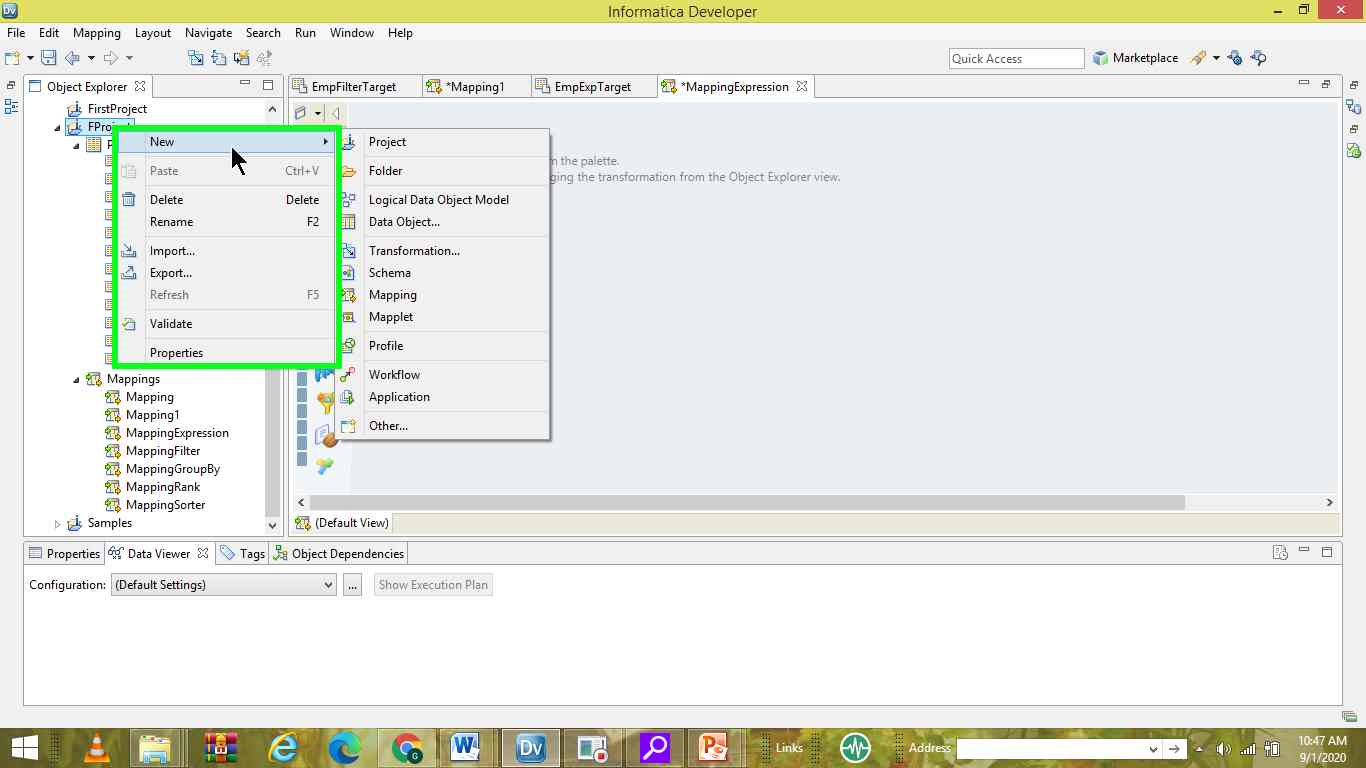 Informatica Developer
File Edit Mapping Layout Navigate Search Run Window Help
Quick Access
Marketplace
Object Explorer
EmpFilterTarget
*Mapping1
EmpExpTarget
*MappingExpression
FirstProject
New
Paste Ctrl+V
Delete Delete
Rename F2
Import...
Export...
Refresh F5
Validate
Properties
Project
Folder
Logical Data Object Model
Data Object...
Transformation...
Schema
Mapping
Mapplet
Profile
Workflow
Application
Other...
the palette.
the transformation from the Object Explorer view.
Mappings
Mapping
Mapping1
MappingExpression
MappingFilter
MappingGroupBy
MappingRank
MappingSorter
Samples
(Default View)
Properties Data Viewer Tags Object Dependencies
Configuration: (Default Settings) ... Show Execution Plan
Dv
Links
Address
10:47 AM
9/1/2020